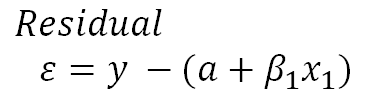 Residual
ε = y − (a + β₁x₁)